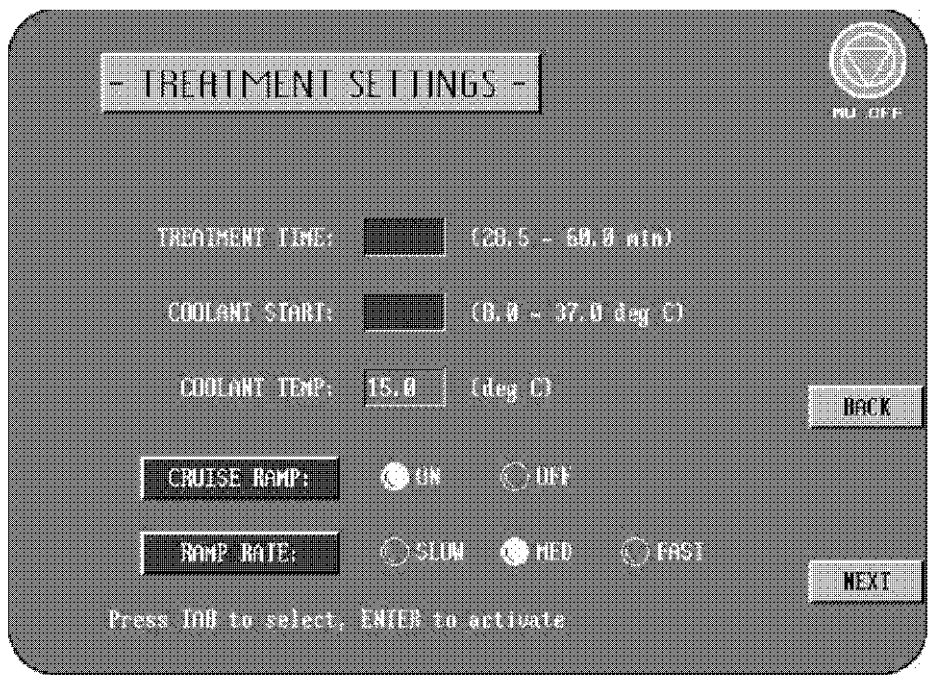 - TREATMENT SETTINGS -
MW OFF
TREATMENT TIME: (28.5 - 60.0 min)
COOLANT START: (8.0 - 37.0 deg C)
COOLANT TEMP: 15.0 (deg C)
BACK
CRUISE RAMP: ON OFF
RAMP RATE: SLOW MED FAST
NEXT
Press TAB to select, ENTER to activate